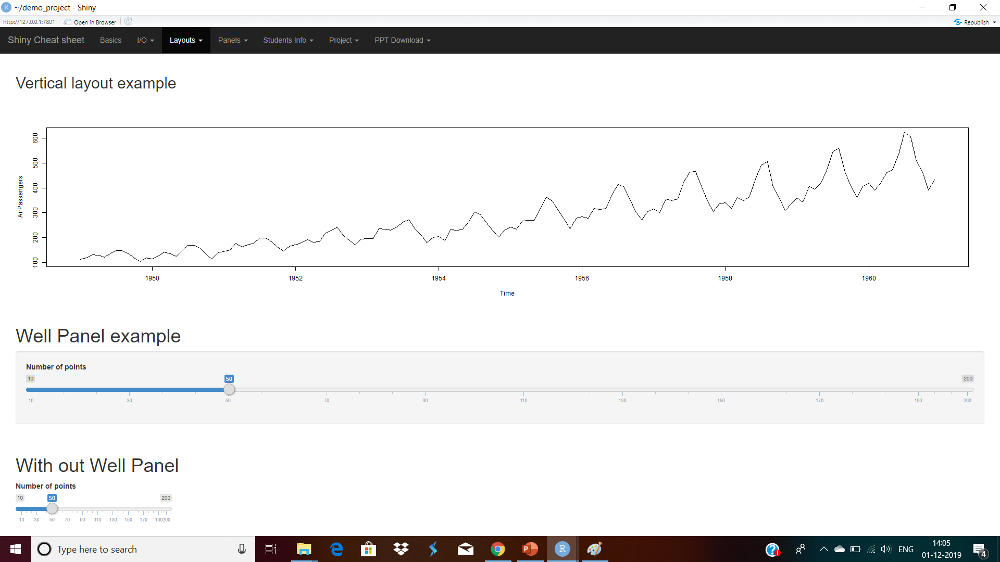 R ~/demo_project - Shiny
http://127.0.0.1:7801 Open in Browser Republish
Shiny Cheat sheet Basics I/O Layouts Panels Students Info Project PPT Download
Vertical layout example
600
500
400
300
200
100
AirPassengers
1950 1952 1954 1956 1958 1960
Time
Well Panel example
Number of points
10 50 200
10 30 50 70 90 110 130 150 170 190 200
With out Well Panel
Number of points
10 50 200
10 30 50 70 90 110 130 150 170 190 200
Type here to search P R ENG 14:05
01-12-2019 4